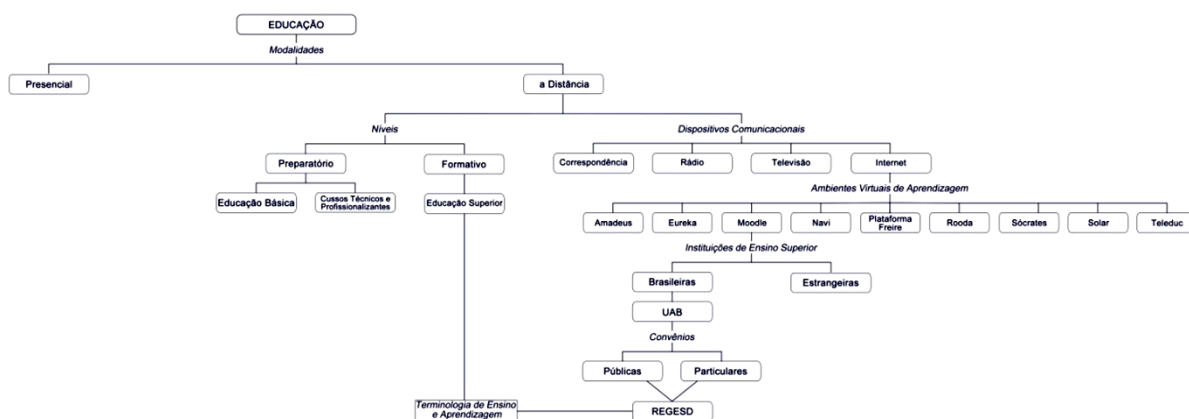 EDUCAÇÃO
Modalidades
Presencial
a Distância
Níveis
Dispositivos Comunicacionais
Preparatório
Formativo
Correspondência
Rádio
Televisão
Internet
Ambientes Virtuais de Aprendizagem
Educação Básica
Cussos Técnicos e
Profissionalizantes
Educação Superior
Amadeus
Eureka
Moodle
Navi
Plataforma
Freire
Rooda
Sócrates
Solar
Teleduc
Instituições de Ensino Superior
Brasileiras
Estrangeiras
UAB
Convênios
Públicas
Particulares
Terminologia de Ensino
e Aprendizagem
REGESD